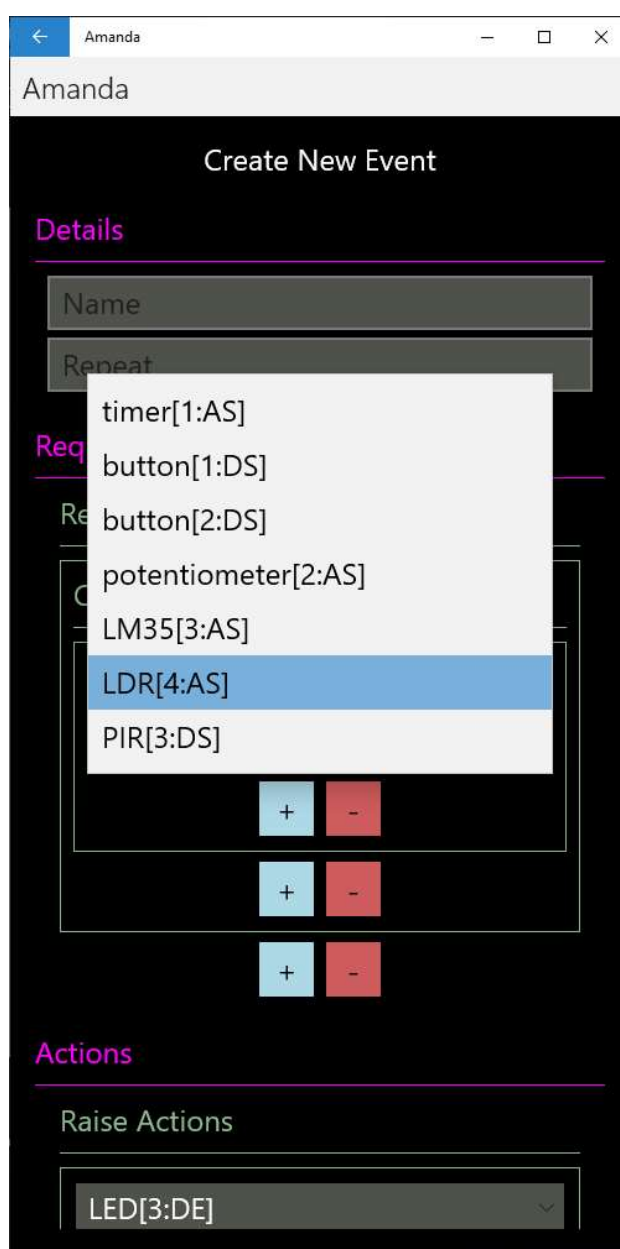 Amanda
Amanda
Create New Event
Details
Name
Repeat
timer[1:AS]
button[1:DS]
button[2:DS]
potentiometer[2:AS]
LM35[3:AS]
LDR[4:AS]
PIR[3:DS]
+ -
+ -
+ -
Actions
Raise Actions
LED[3:DE]